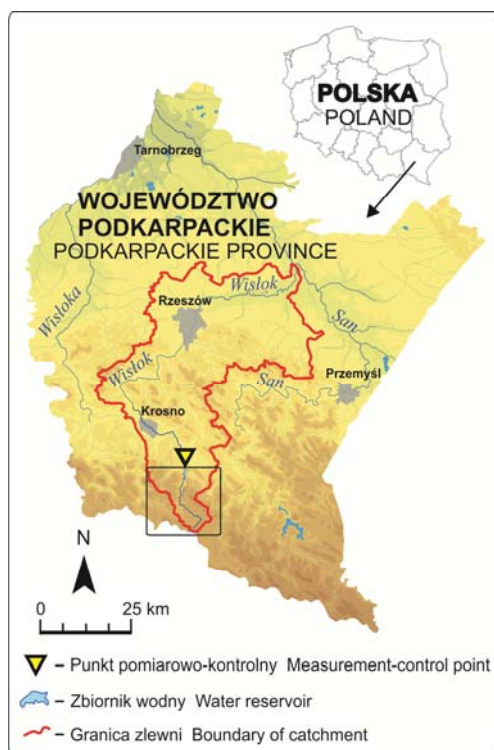 POLSKA
POLAND
Tarnobrzeg
WOJEWÓDZTWO
PODKARPACKIE
PODKARPACKIE PROVINCE
Wisłoka
Wisłok
Rzeszów
San
Wisłok
San
Przemyśl
Krosno
N
0 25 km
– Punkt pomiarowo-kontrolny Measurement-control point
– Zbiornik wodny Water reservoir
– Granica zlewni Boundary of catchment